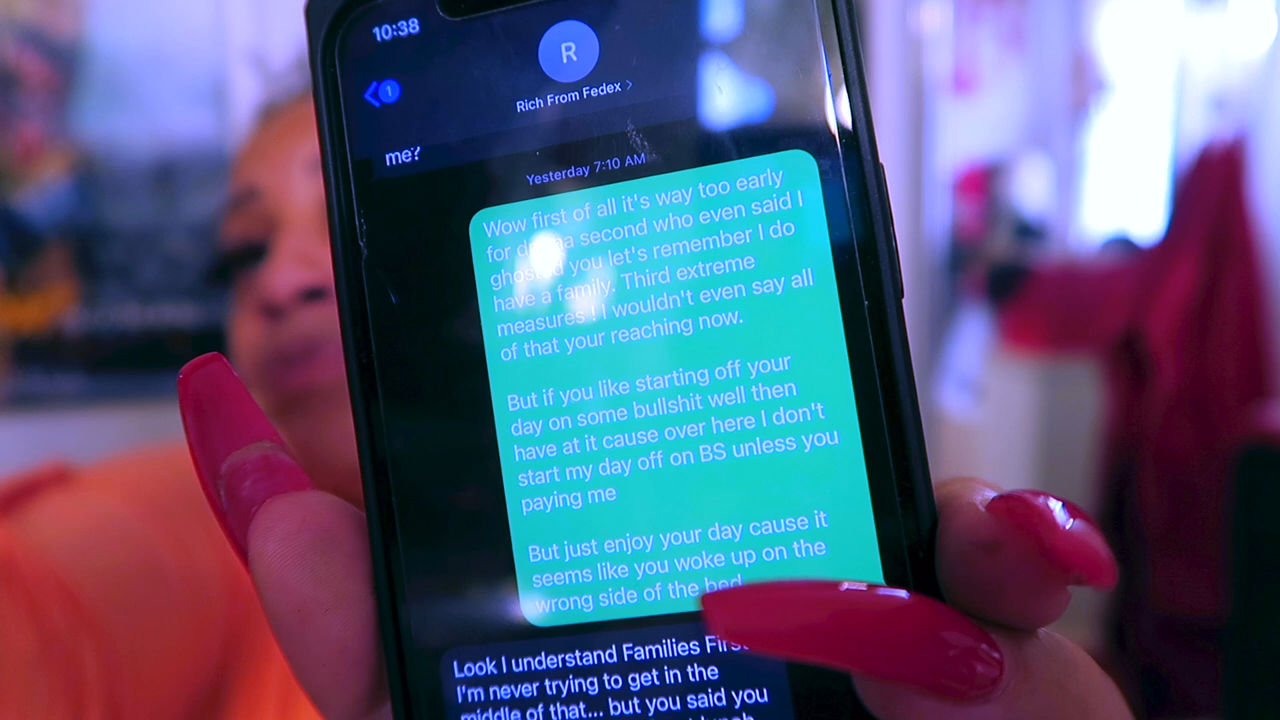 10:38
1
R
Rich From Fedex >
me?
Yesterday 7:10 AM
Wow first of all it's way too early
for a second who even said I
ghosted you let's remember I do
have a family. Third extreme
measures ! I wouldn't even say all
of that your reaching now.
But if you like starting off your
day on some bullshit well then
have at it cause over here I don't
start my day off on BS unless you
paying me
But just enjoy your day cause it
seems like you woke up on the
wrong side of the bed
Look I understand Families First
I'm never trying to get in the
middle of that... but you said you
lunch